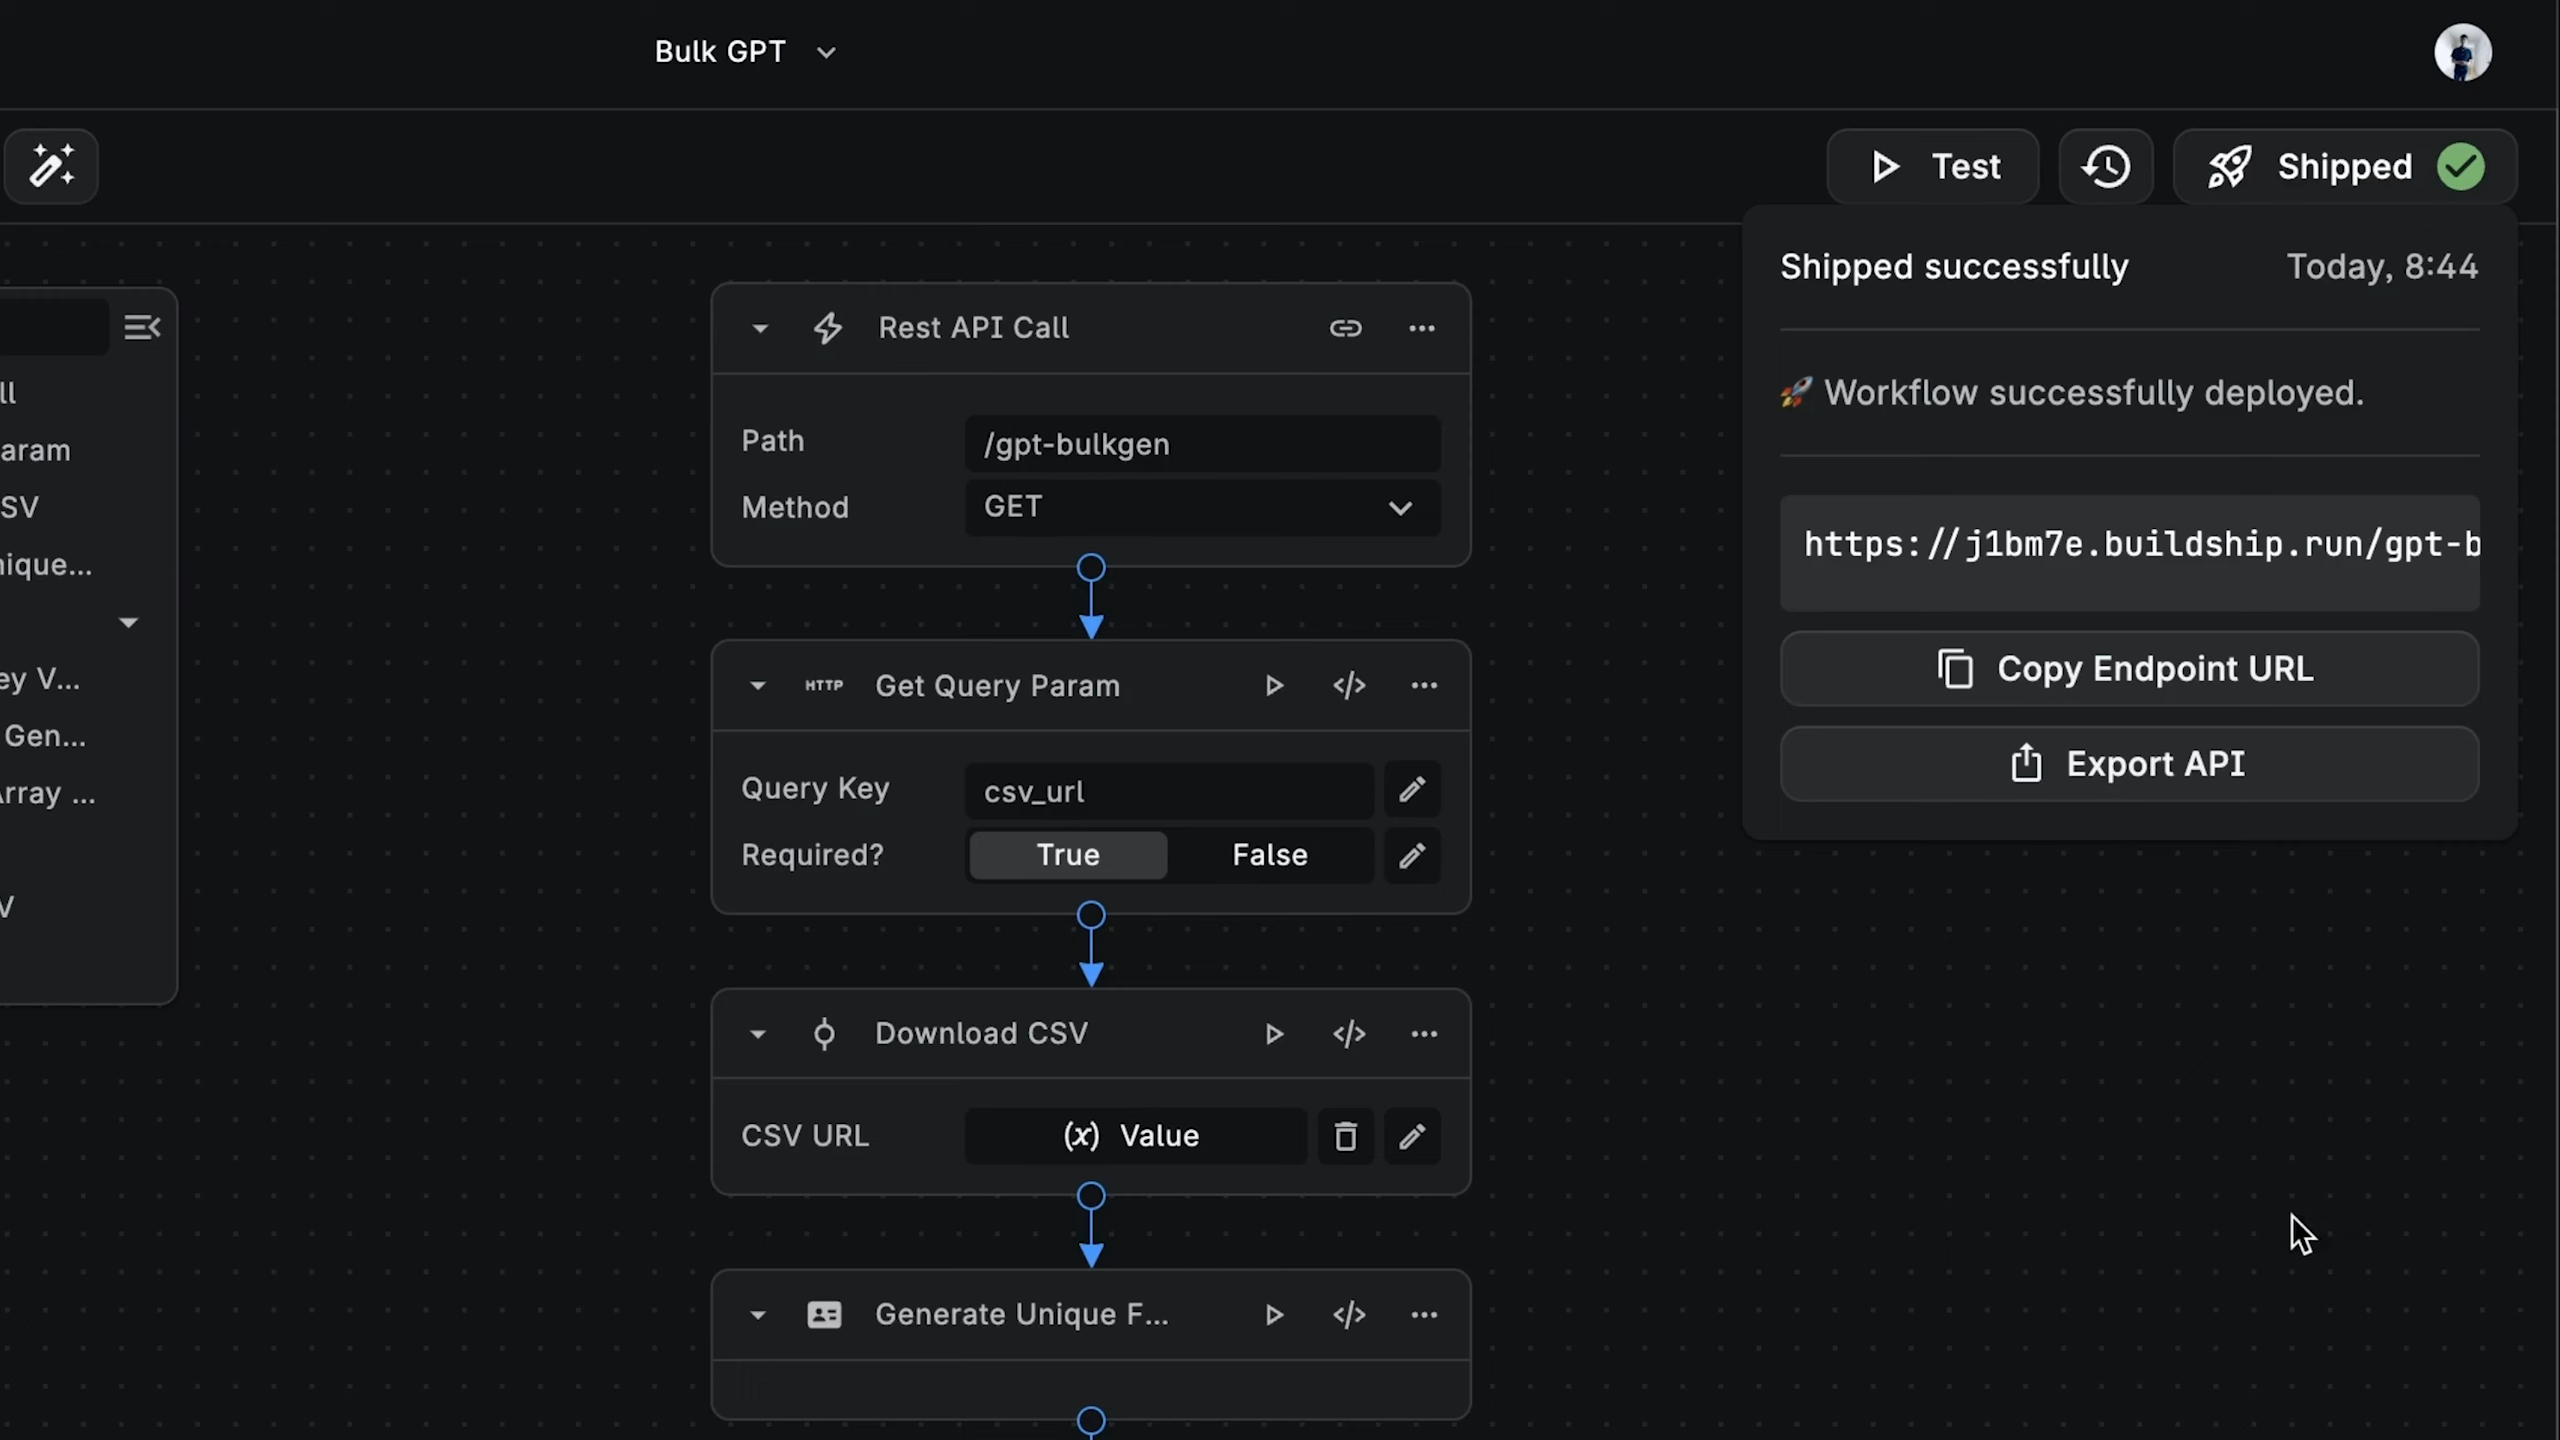 Bulk GPT
Test
Shipped
Shipped successfully
Today, 8:44
🚀 Workflow successfully deployed.
https://j1bm7e.buildship.run/gpt-b
Copy Endpoint URL
Export API
ll
aram
SV
nique...
ey V...
Gen...
Array ...
V
Rest API Call
Path
/gpt-bulkgen
Method
GET
HTTP
Get Query Param
Query Key
csv_url
Required?
True
False
Download CSV
CSV URL
(x) Value
Generate Unique F...